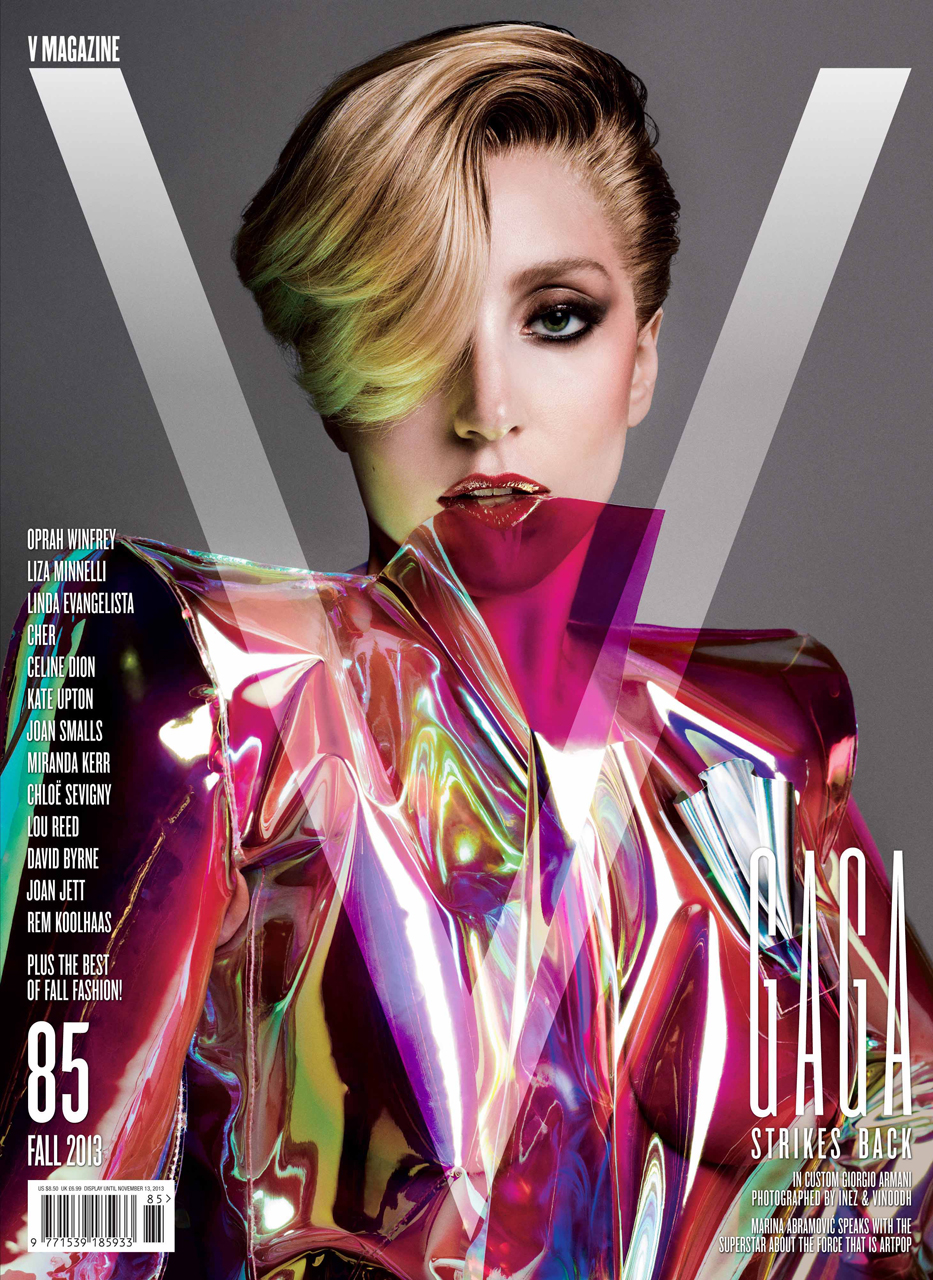 V MAGAZINE
V
OPRAH WINFREY
LIZA MINNELLI
LINDA EVANGELISTA
CHER
CELINE DION
KATE UPTON
JOAN SMALLS
MIRANDA KERR
CHLOË SEVIGNY
LOU REED
DAVID BYRNE
JOAN JETT
REM KOOLHAAS
PLUS THE BEST
OF FALL FASHION!
85
FALL 2013
US $8.50 UK £6.99 DISPLAY UNTIL NOVEMBER 13, 2013
85>
9 771539 185933
GAGA
STRIKES BACK
IN CUSTOM GIORGIO ARMANI
PHOTOGRAPHED BY INEZ & VINOODH
MARINA ABRAMOVIĆ SPEAKS WITH THE
SUPERSTAR ABOUT THE FORCE THAT IS ARTPOP